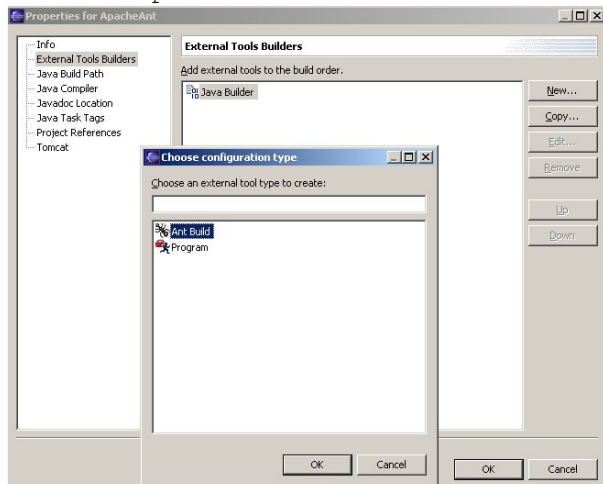 Properties for ApacheAnt
Info
External Tools Builders
Java Build Path
Java Compiler
Javadoc Location
Java Task Tags
Project References
Tomcat
External Tools Builders
Add external tools to the build order.
Java Builder
New...
Copy...
Edit...
Remove
Up
Down
Choose configuration type
Choose an external tool type to create:
Ant Build
Program
OK
Cancel
OK
Cancel